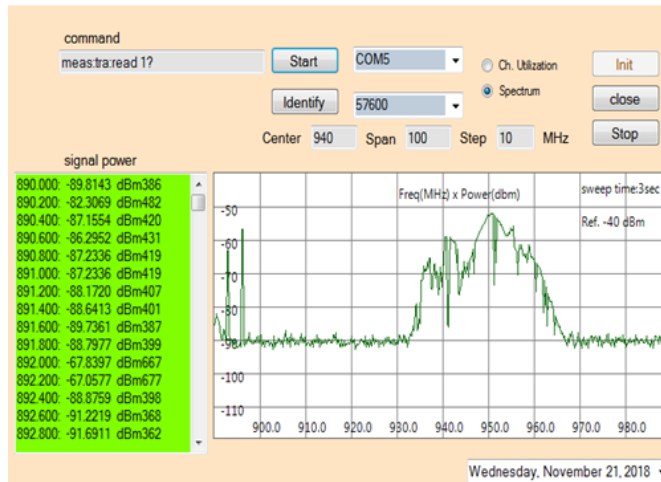 command
meas:tra:read 1?
Start
COM5
Ch. Utilization
Init
Identify
57600
Spectrum
close
Center 940 Span 100 Step 10 MHz
Stop
signal power
890.000: -89.8143 dBm386
890.200: -82.3069 dBm482
890.400: -87.1554 dBm420
890.600: -86.2952 dBm431
890.800: -87.2336 dBm419
891.000: -87.2336 dBm419
891.200: -88.1720 dBm407
891.400: -88.6413 dBm401
891.600: -89.7361 dBm387
891.800: -88.7977 dBm399
892.000: -67.8397 dBm667
892.200: -67.0577 dBm677
892.400: -88.8759 dBm398
892.600: -91.2219 dBm368
892.800: -91.6911 dBm362
Freq(MHz) x Power(dbm)
sweep time:3sec
Ref. -40 dBm
-50
-60
-70
-80
-90
-100
-110
900.0 910.0 920.0 930.0 940.0 950.0 960.0 970.0 980.0
Wednesday, November 21, 2018